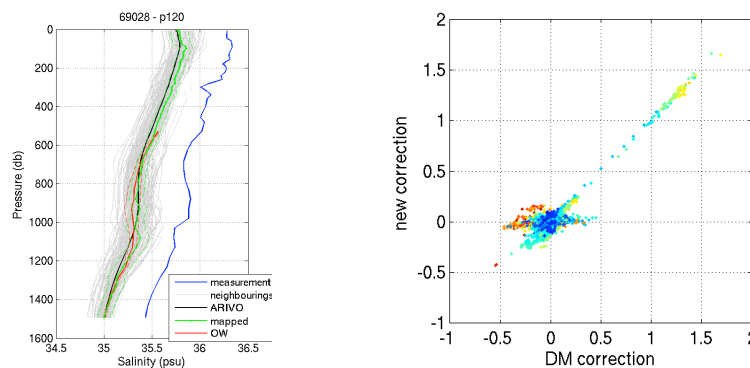 69028 - p120
0
200
400
600
800
1000
1200
1400
1600
Pressure (db)
34.5 35 35.5 36 36.5
Salinity (psu)
measurement
neighbourings
ARIVO
mapped
OW
2
1.5
1
0.5
0
-0.5
-1
new correction
-1 -0.5 0 0.5 1 1.5 2
DM correction